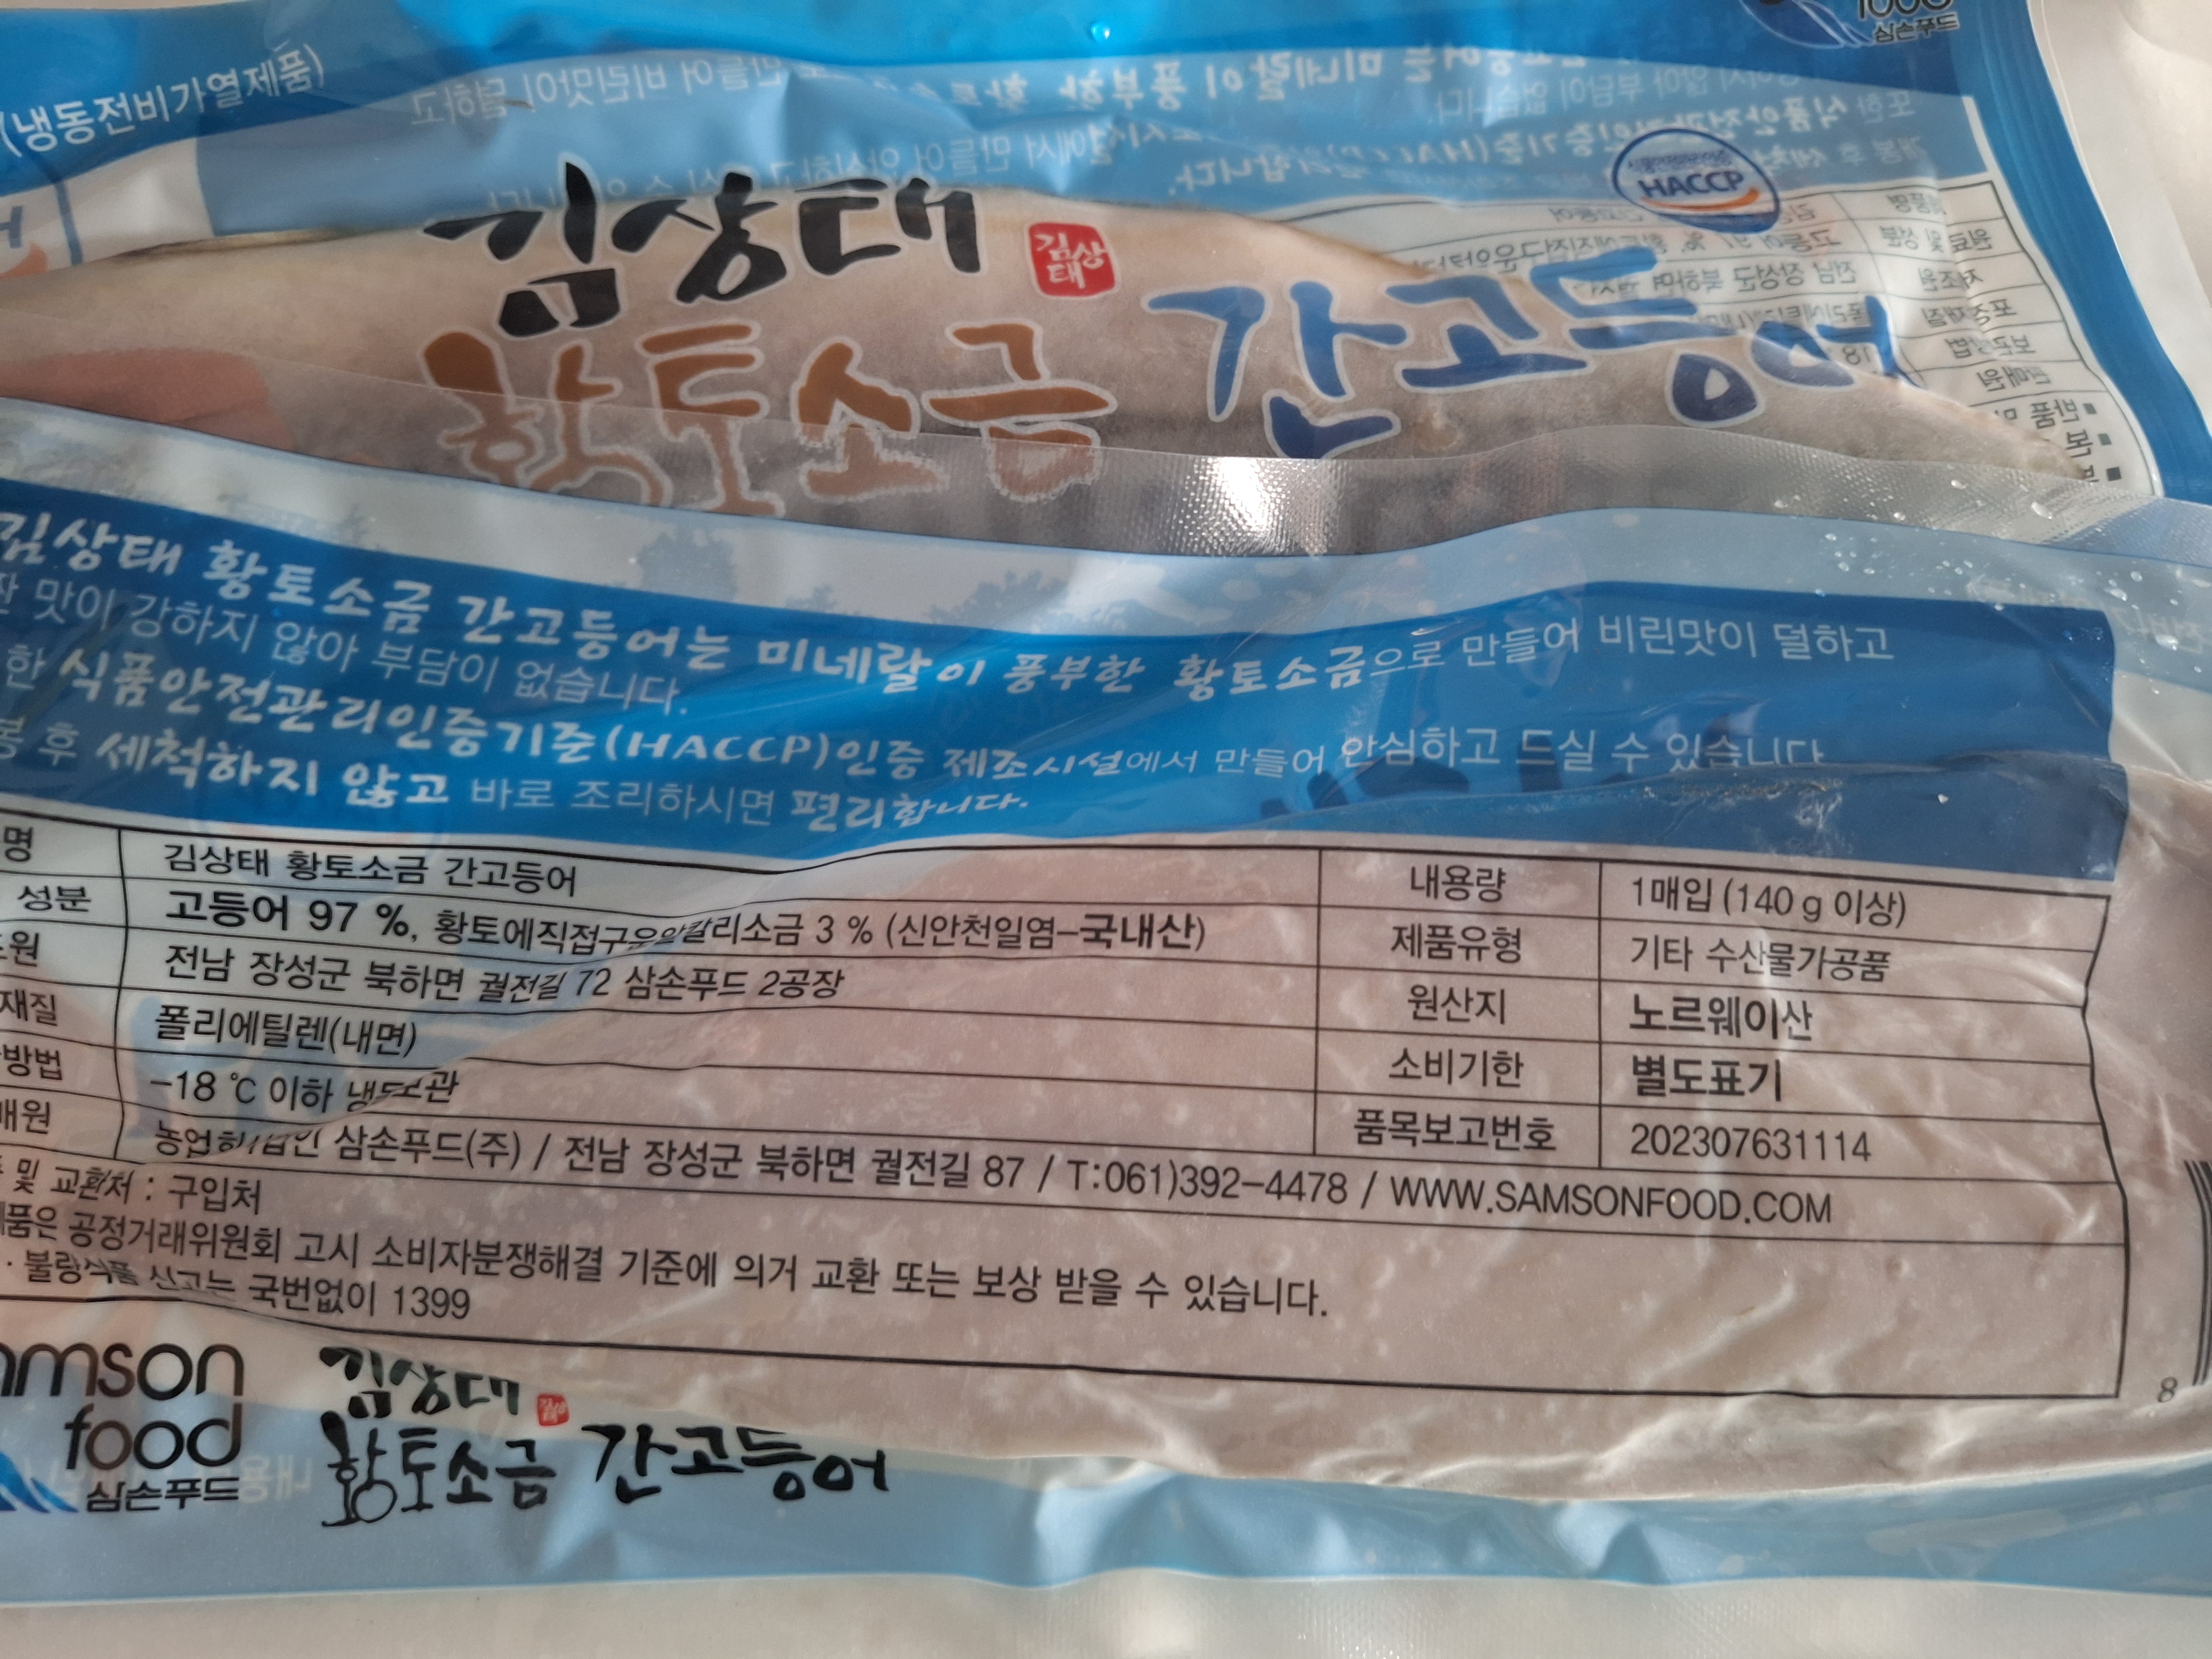 food
삼손푸드
(냉동전비가열제품)
HACCP
김상태
김상태
황토소금 간고등어
김상태 황토소금 간고등어는 미네랄이 풍부한 황토소금으로 만들어 비린맛이 덜하고
맛이 강하지 않아 부담이 없습니다.
한 식품안전관리인증기준(HACCP)인증 제조시설에서 만들어 안심하고 드실 수 있습니다
후 세척하지 않고 바로 조리하시면 편리합니다.
명 김상태 황토소금 간고등어 내용량 1매입 (140 g 이상)
성분 고등어 97 %, 황토에직접구운알칼리소금 3 % (신안천일염-국내산) 제품유형 기타 수산물가공품
원 전남 장성군 북하면 궐전길 72 삼손푸드 2공장 원산지 노르웨이산
재질 폴리에틸렌(내면) 소비기한 별도표기
방법 -18 ℃ 이하 냉동보관 품목보고번호 202307631114
매원 농업회사법인 삼손푸드(주) / 전남 장성군 북하면 궐전길 87 / T:061)392-4478 / WWW.SAMSONFOOD.COM
및 교환처 : 구입처
품은 공정거래위원회 고시 소비자분쟁해결 기준에 의거 교환 또는 보상 받을 수 있습니다.
· 불량식품 신고는 국번없이 1399
8
amson
food
삼손푸드
김상태
황토소금 간고등어